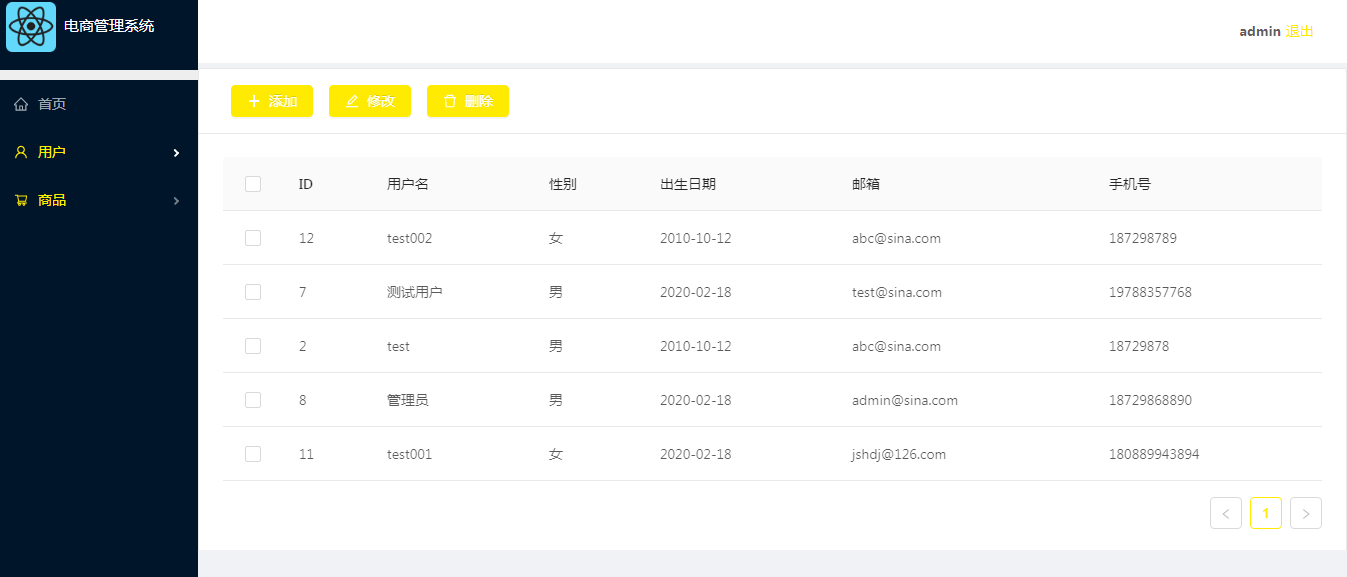 电商管理系统
admin 退出
首页
用户
商品
添加 修改 删除
ID 用户名 性别 出生日期 邮箱 手机号
12 test002 女 2010-10-12 abc@sina.com 187298789
7 测试用户 男 2020-02-18 test@sina.com 19788357768
2 test 男 2010-10-12 abc@sina.com 18729878
8 管理员 男 2020-02-18 admin@sina.com 18729868890
11 test001 女 2020-02-18 jshdj@126.com 180889943894
< 1 >